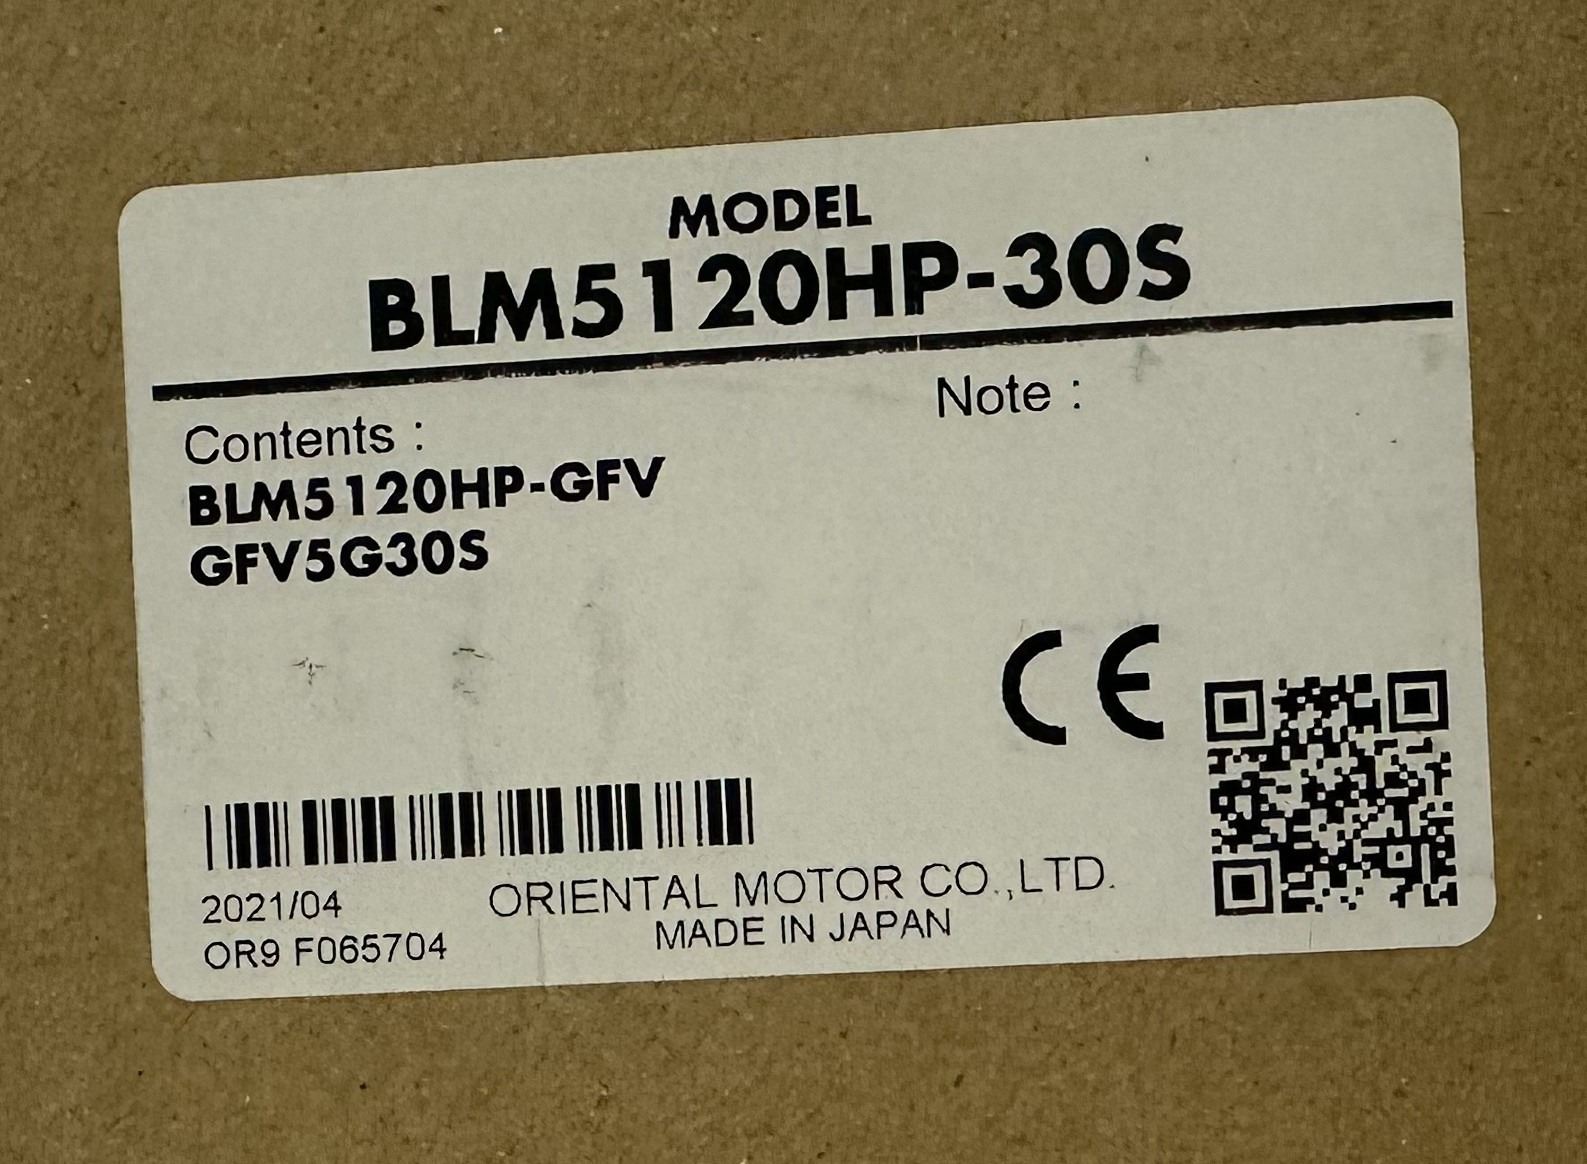 MODEL
BLM5120HP-30S
Note :
Contents :
BLM5120HP-GFV
GFV5G30S
CE
2021/04
ORIENTAL MOTOR CO.,LTD.
OR9 F065704
MADE IN JAPAN